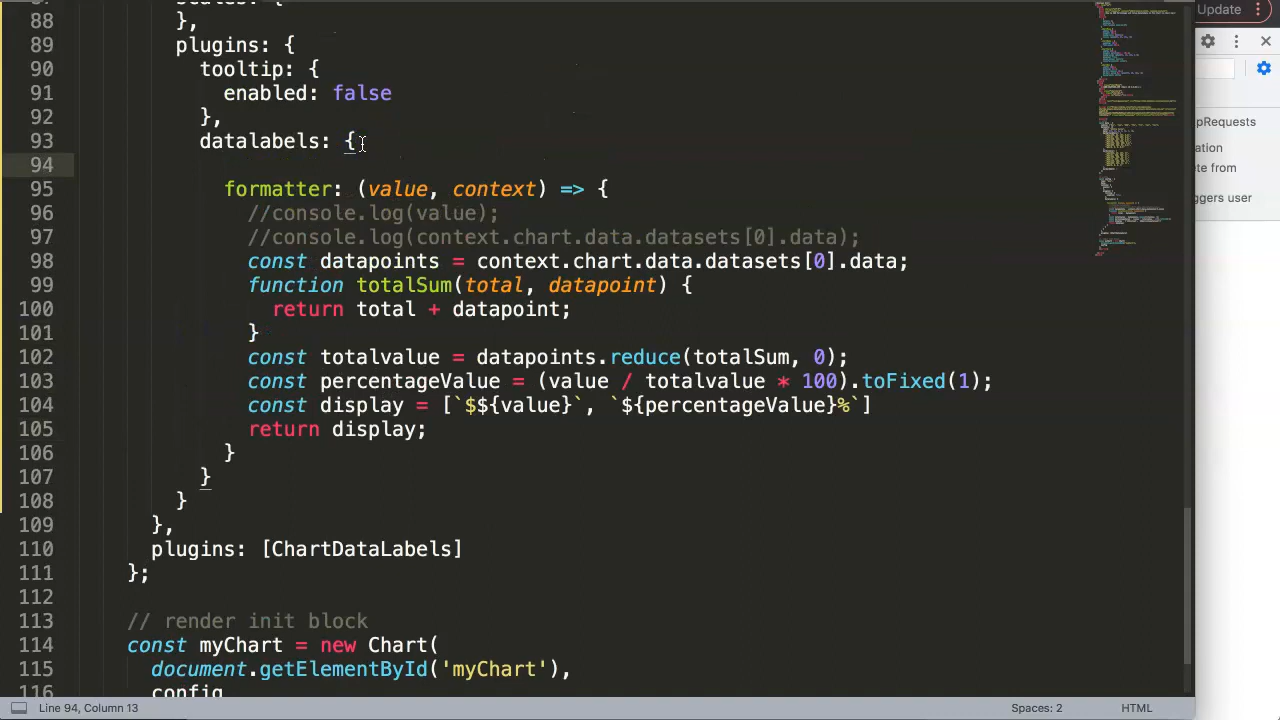 Update
88 },
89 plugins: {
90 tooltip: {
91 enabled: false
92 },
93 datalabels: {
94
95 formatter: (value, context) => {
96 //console.log(value);
97 //console.log(context.chart.data.datasets[0].data);
98 const datapoints = context.chart.data.datasets[0].data;
99 function totalSum(total, datapoint) {
100 return total + datapoint;
101 }
102 const totalvalue = datapoints.reduce(totalSum, 0);
103 const percentageValue = (value / totalvalue * 100).toFixed(1);
104 const display = [`$${value}`, `${percentageValue}%`]
105 return display;
106 }
107 }
108 }
109 },
110 plugins: [ChartDataLabels]
111 };
112
113 // render init block
114 const myChart = new Chart(
115 document.getElementById('myChart'),
116 config
pRequests
ation
ete from
ggers user
Line 94, Column 13
Spaces: 2
HTML